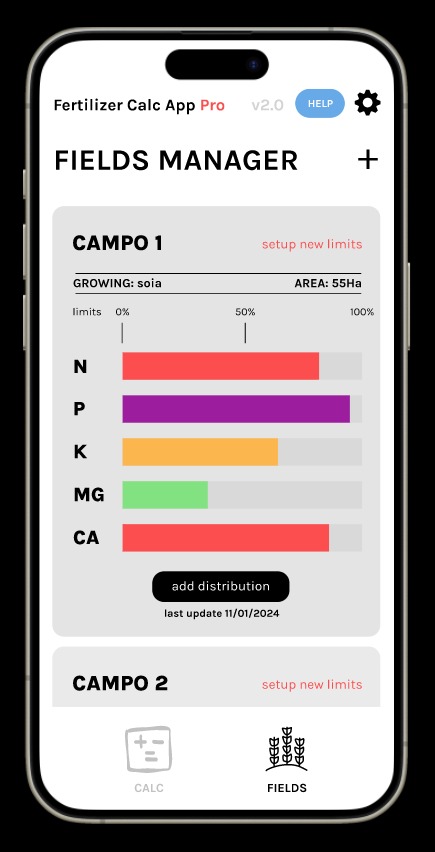 Fertilizer Calc App Pro v2.0 HELP
FIELDS MANAGER +
CAMPO 1 setup new limits
GROWING: soia AREA: 55Ha
limits 0% 50% 100%
N
P
K
MG
CA
add distribution
last update 11/01/2024
CAMPO 2 setup new limits
CALC FIELDS